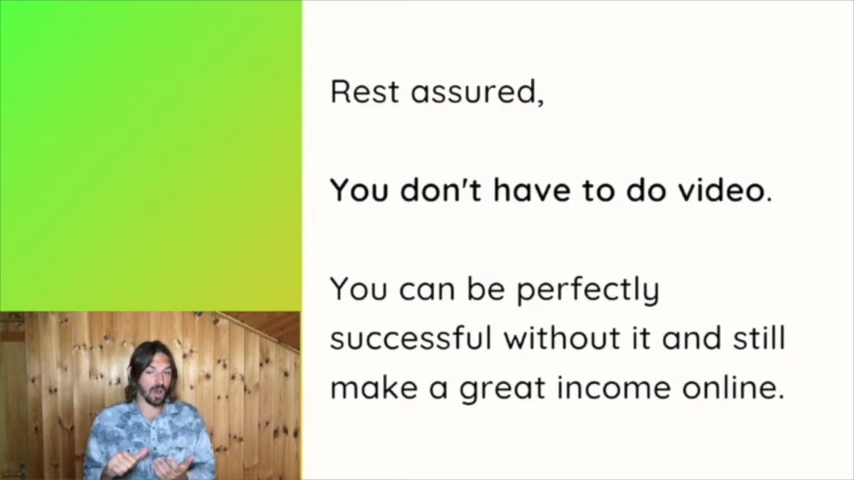 Rest assured,
You don't have to do video.
You can be perfectly
successful without it and still
make a great income online.